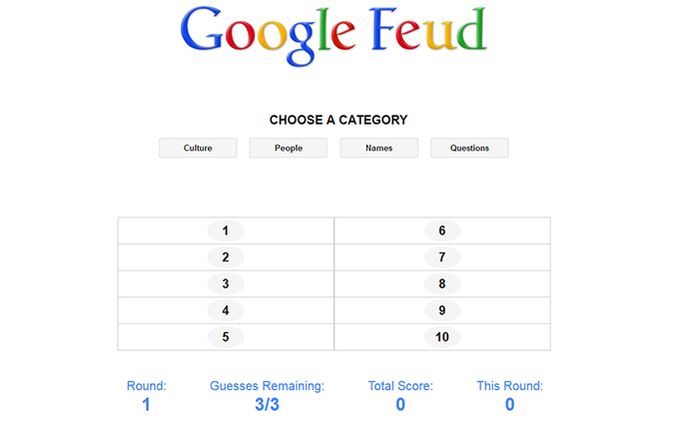 Google Feud
CHOOSE A CATEGORY
Culture People Names Questions
1 6
2 7
3 8
4 9
5 10
Round: Guesses Remaining: Total Score: This Round:
1 3/3 0 0